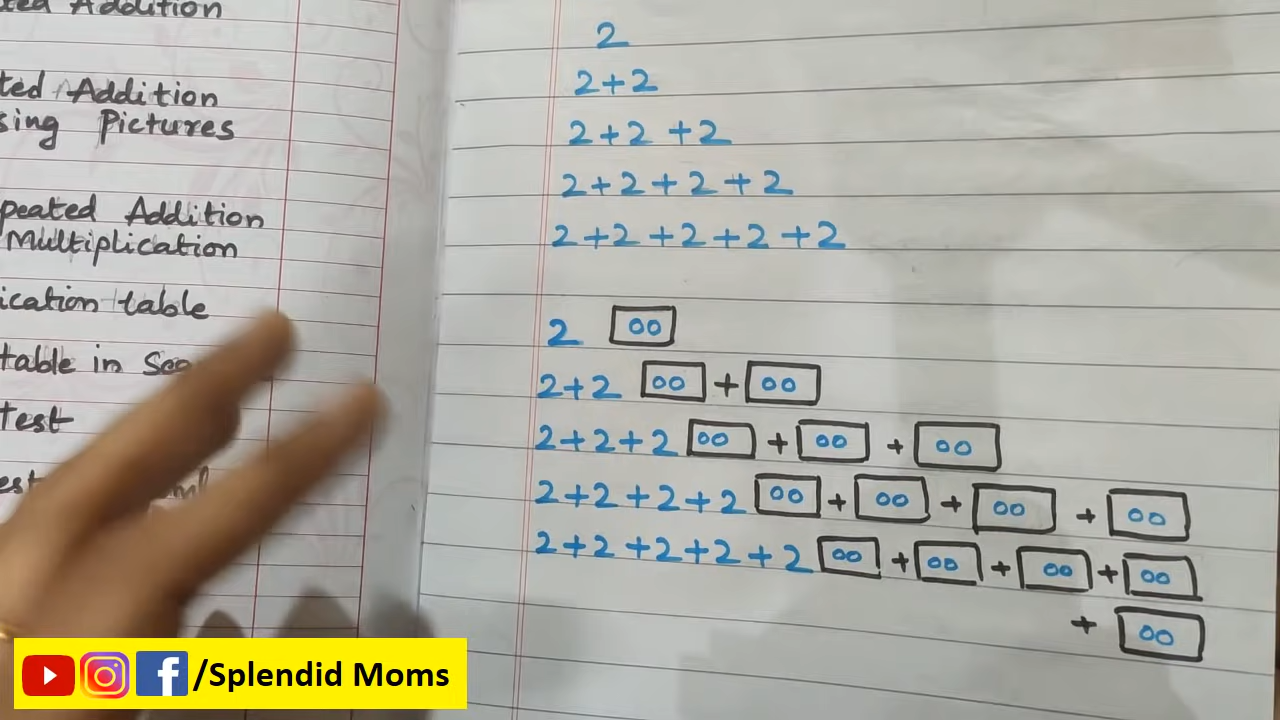 ted Addition
ted Addition
sing Pictures
peated Addition
Multiplication
ication table
table in
test
2
2+2
2+2+2
2+2+2+2
2+2+2+2+2
2 oo
2+2 oo + oo
2+2+2 oo + oo + oo
2+2+2+2 oo + oo + oo + oo
2+2+2+2+2 oo + oo + oo + oo
+ oo
/Splendid Moms